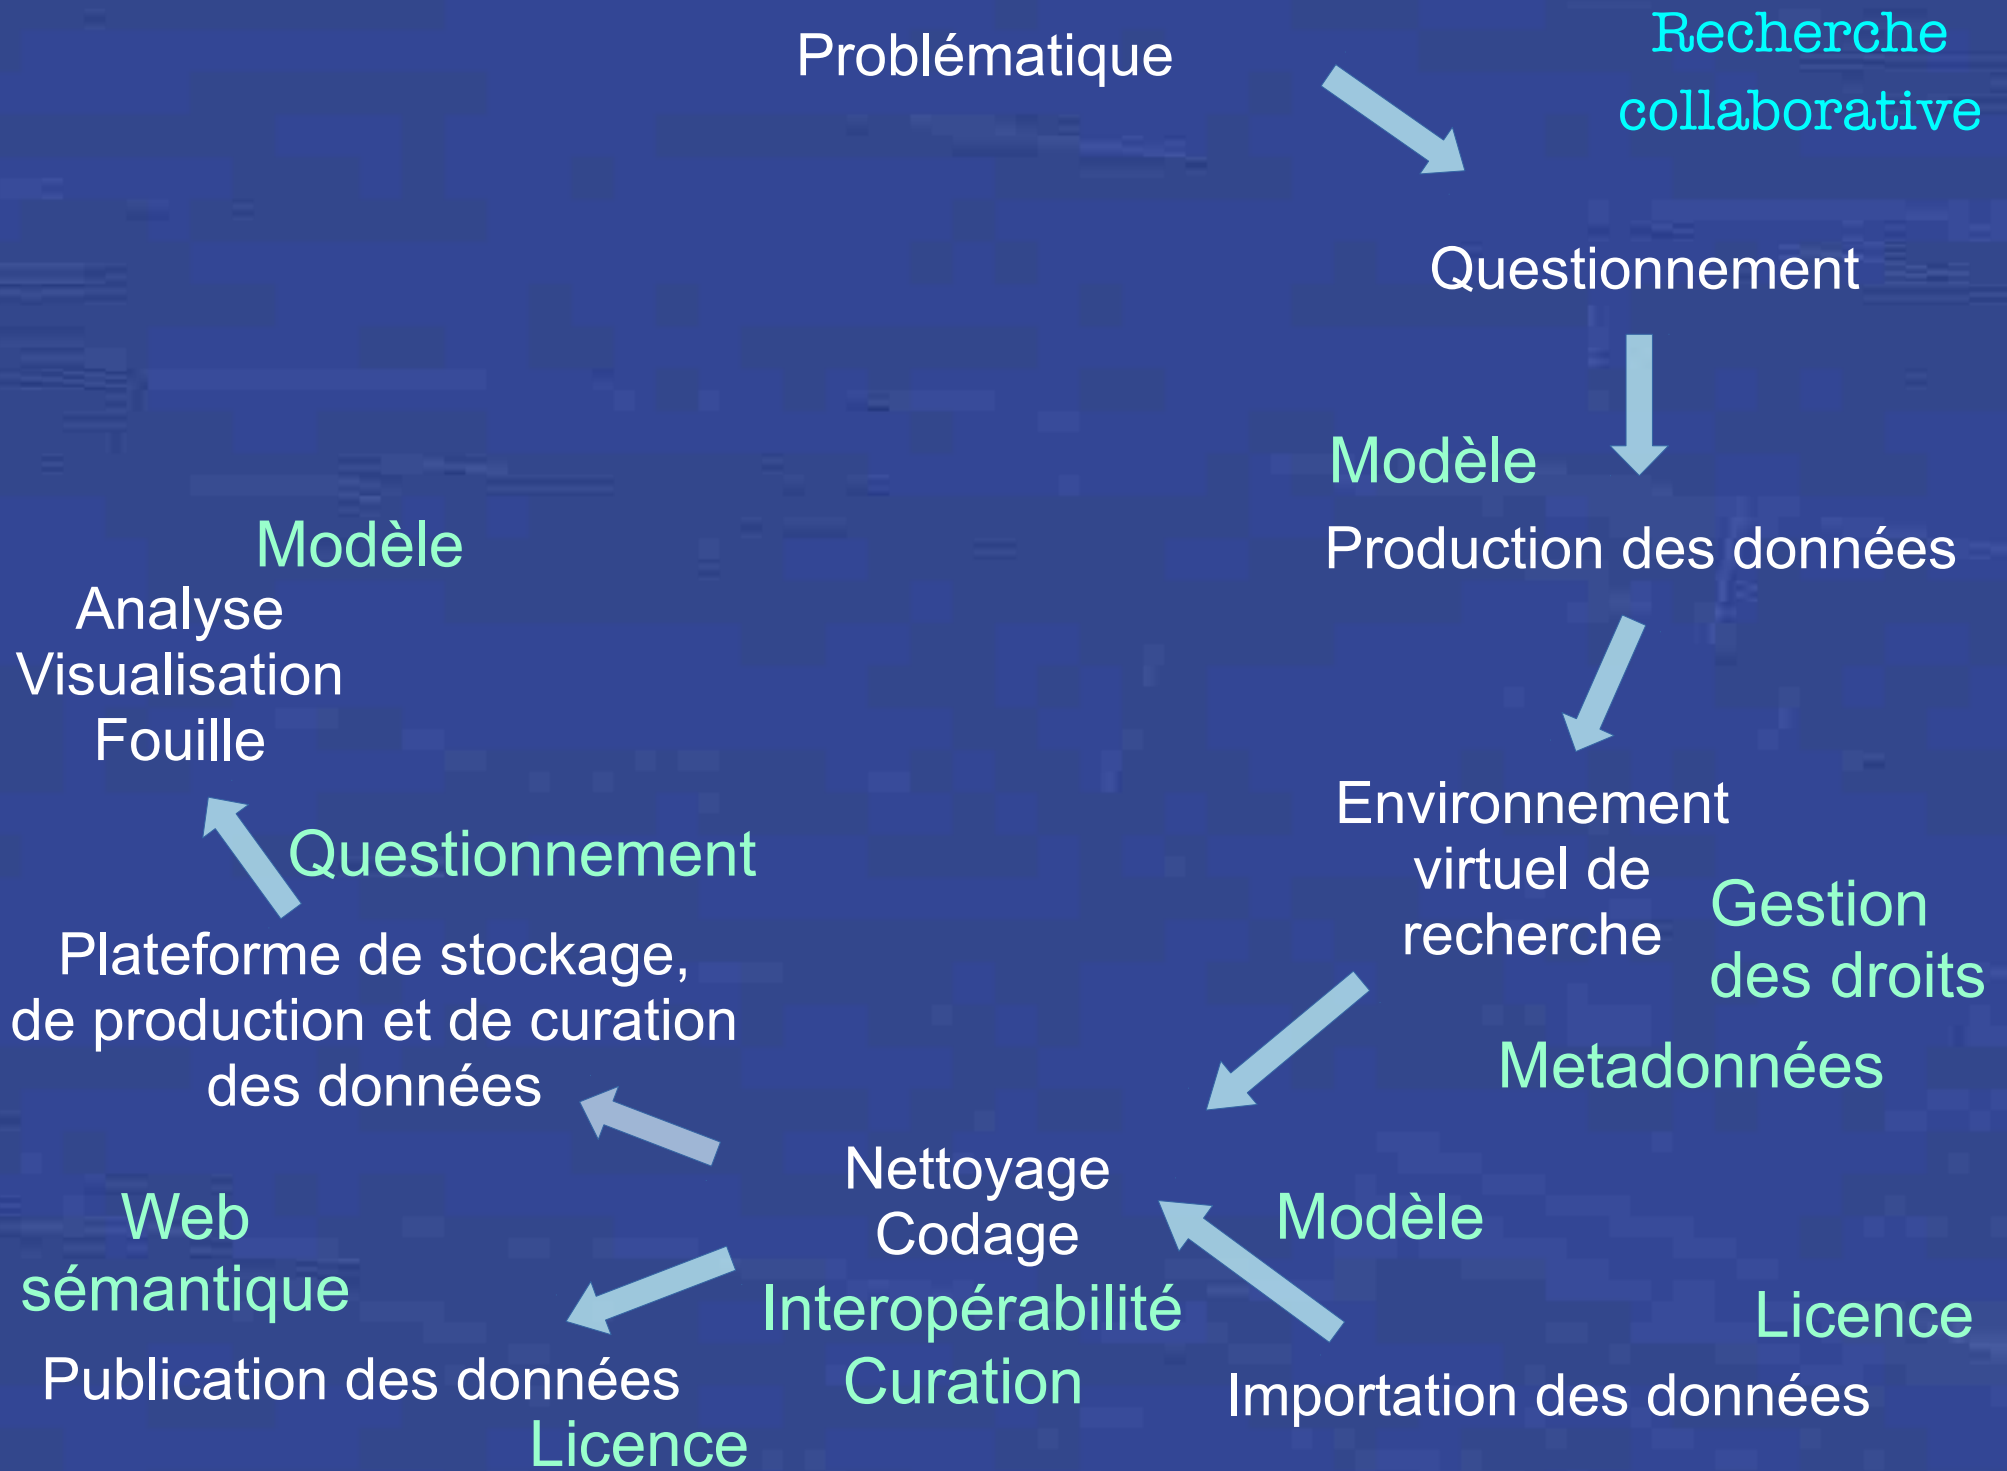 Problématique
Recherche
collaborative
Questionnement
Modèle
Production des données
Modèle
Analyse
Visualisation
Fouille
Environnement
virtuel de
recherche
Questionnement
Gestion
des droits
Plateforme de stockage,
de production et de curation
des données
Metadonnées
Nettoyage
Codage
Modèle
Web
sémantique
Interopérabilité
Curation
Licence
Publication des données
Licence
Importation des données